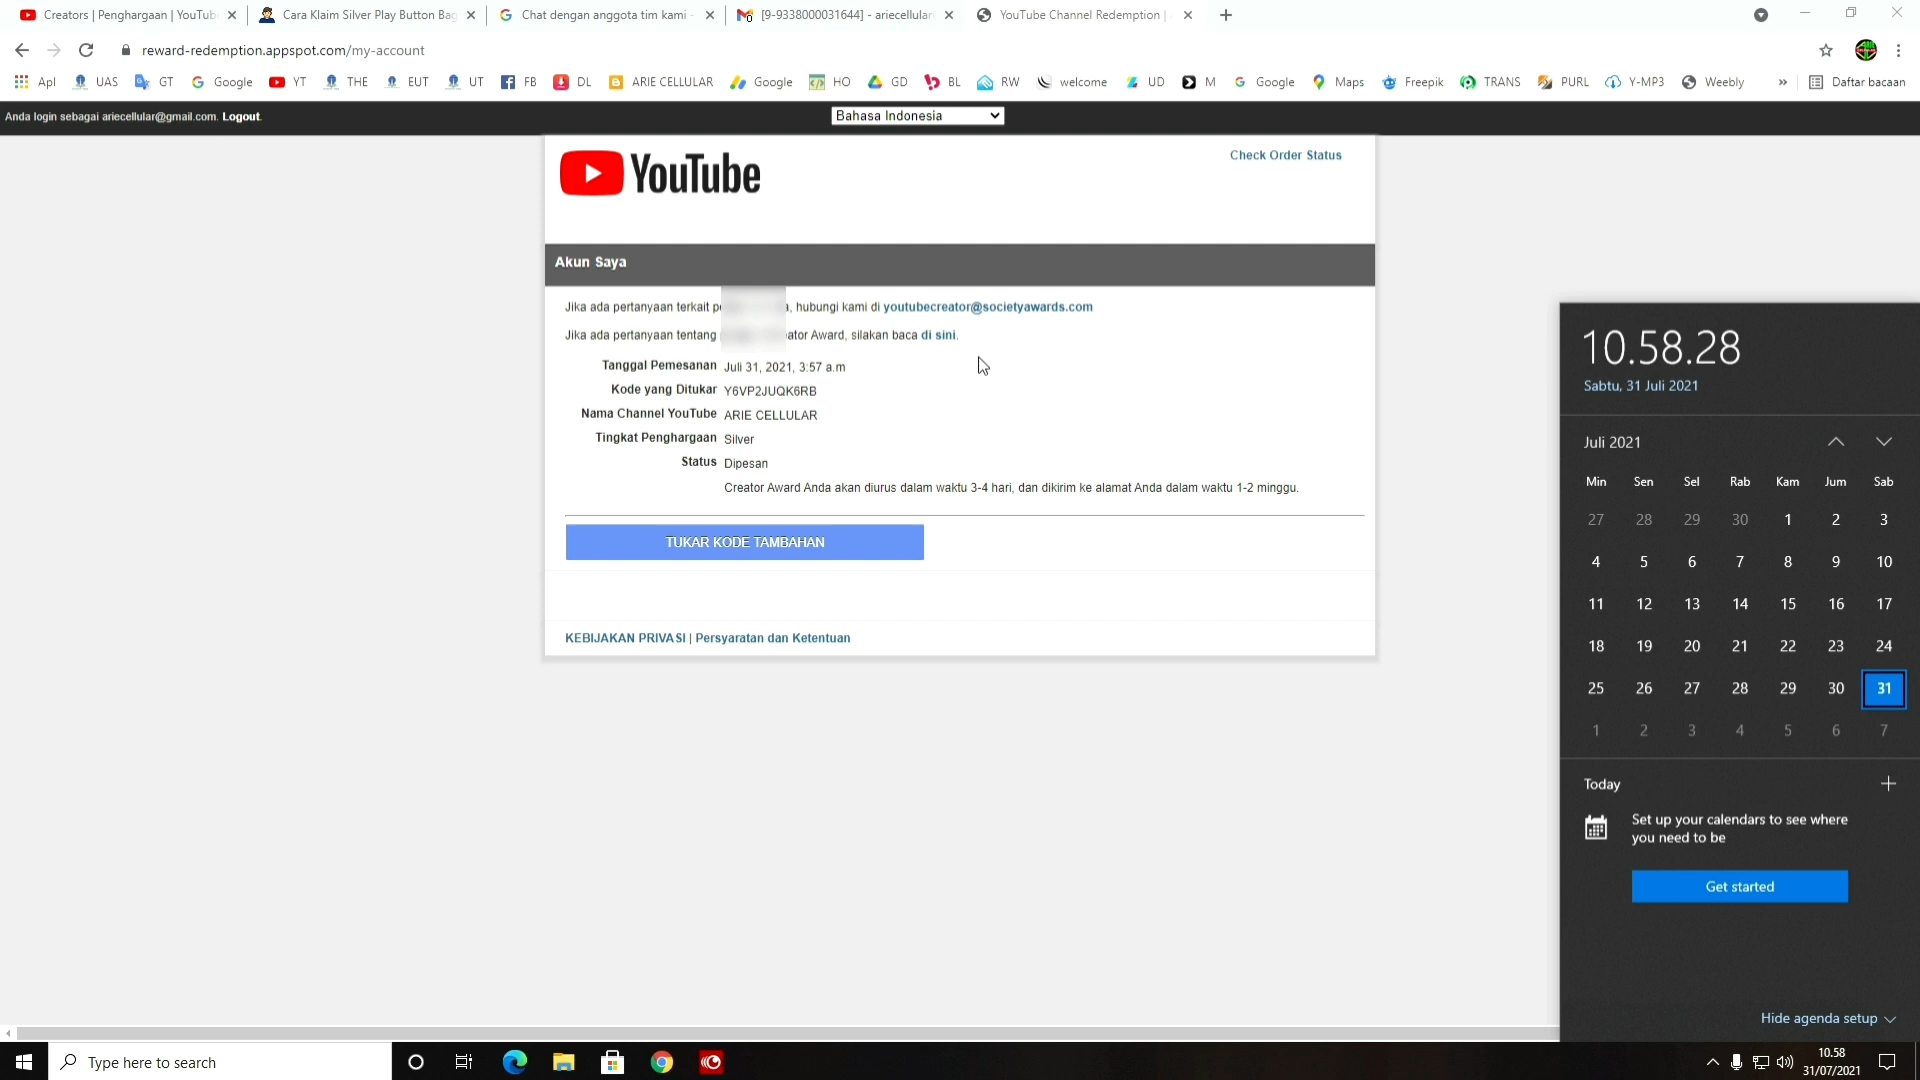 Creators | Penghargaan | YouTube
Cara Klaim Silver Play Button Bag
Chat dengan anggota tim kami -
[9-9338000031644] - ariecellular
YouTube Channel Redemption |
reward-redemption.appspot.com/my-account
Apl UAS GT Google YT THE EUT UT FB DL ARIE CELLULAR Google HO GD BL RW welcome UD M Google Maps Freepik TRANS PURL Y-MP3 Weebly » Daftar bacaan
Anda login sebagai ariecellular@gmail.com. Logout.
Bahasa Indonesia
YouTube
Check Order Status
Akun Saya
Jika ada pertanyaan terkait hubungi kami di youtubecreator@societyawards.com
Jika ada pertanyaan tentang Award, silakan baca di sini.
Tanggal Pemesanan Juli 31, 2021, 3:57 a.m
Kode yang Ditukar Y6VP2JUQK6RB
Nama Channel YouTube ARIE CELLULAR
Tingkat Penghargaan Silver
Status Dipesan
Creator Award Anda akan diurus dalam waktu 3-4 hari, dan dikirim ke alamat Anda dalam waktu 1-2 minggu.
TUKAR KODE TAMBAHAN
KEBIJAKAN PRIVASI | Persyaratan dan Ketentuan
10.58.28
Sabtu, 31 Juli 2021
Juli 2021
Min Sen Sel Rab Kam Jum Sab
27 28 29 30 1 2 3
4 5 6 7 8 9 10
11 12 13 14 15 16 17
18 19 20 21 22 23 24
25 26 27 28 29 30 31
1 2 3 4 5 6 7
Today
Set up your calendars to see where
you need to be
Get started
Hide agenda setup
Type here to search
10.58
31/07/2021